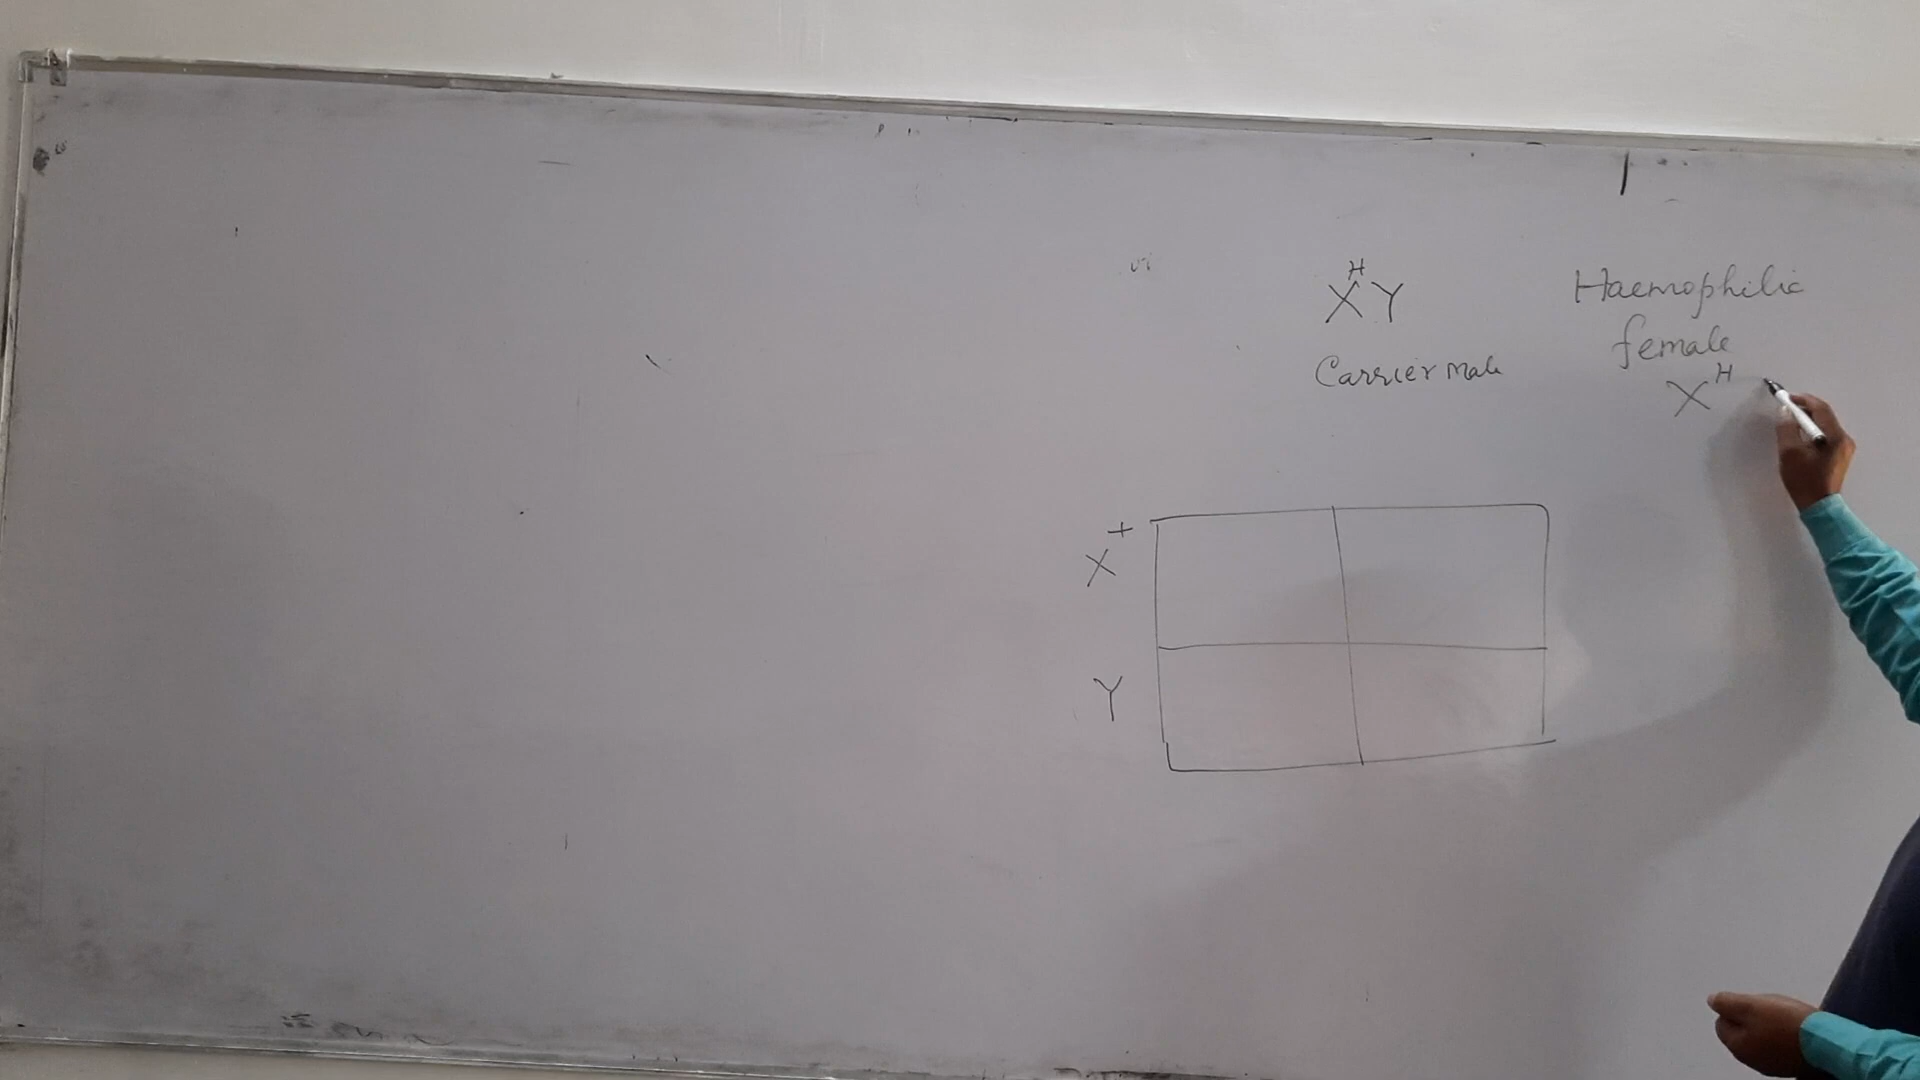 X^H Y
Carrier male
Haemophilic
female
X^H
X^+
Y